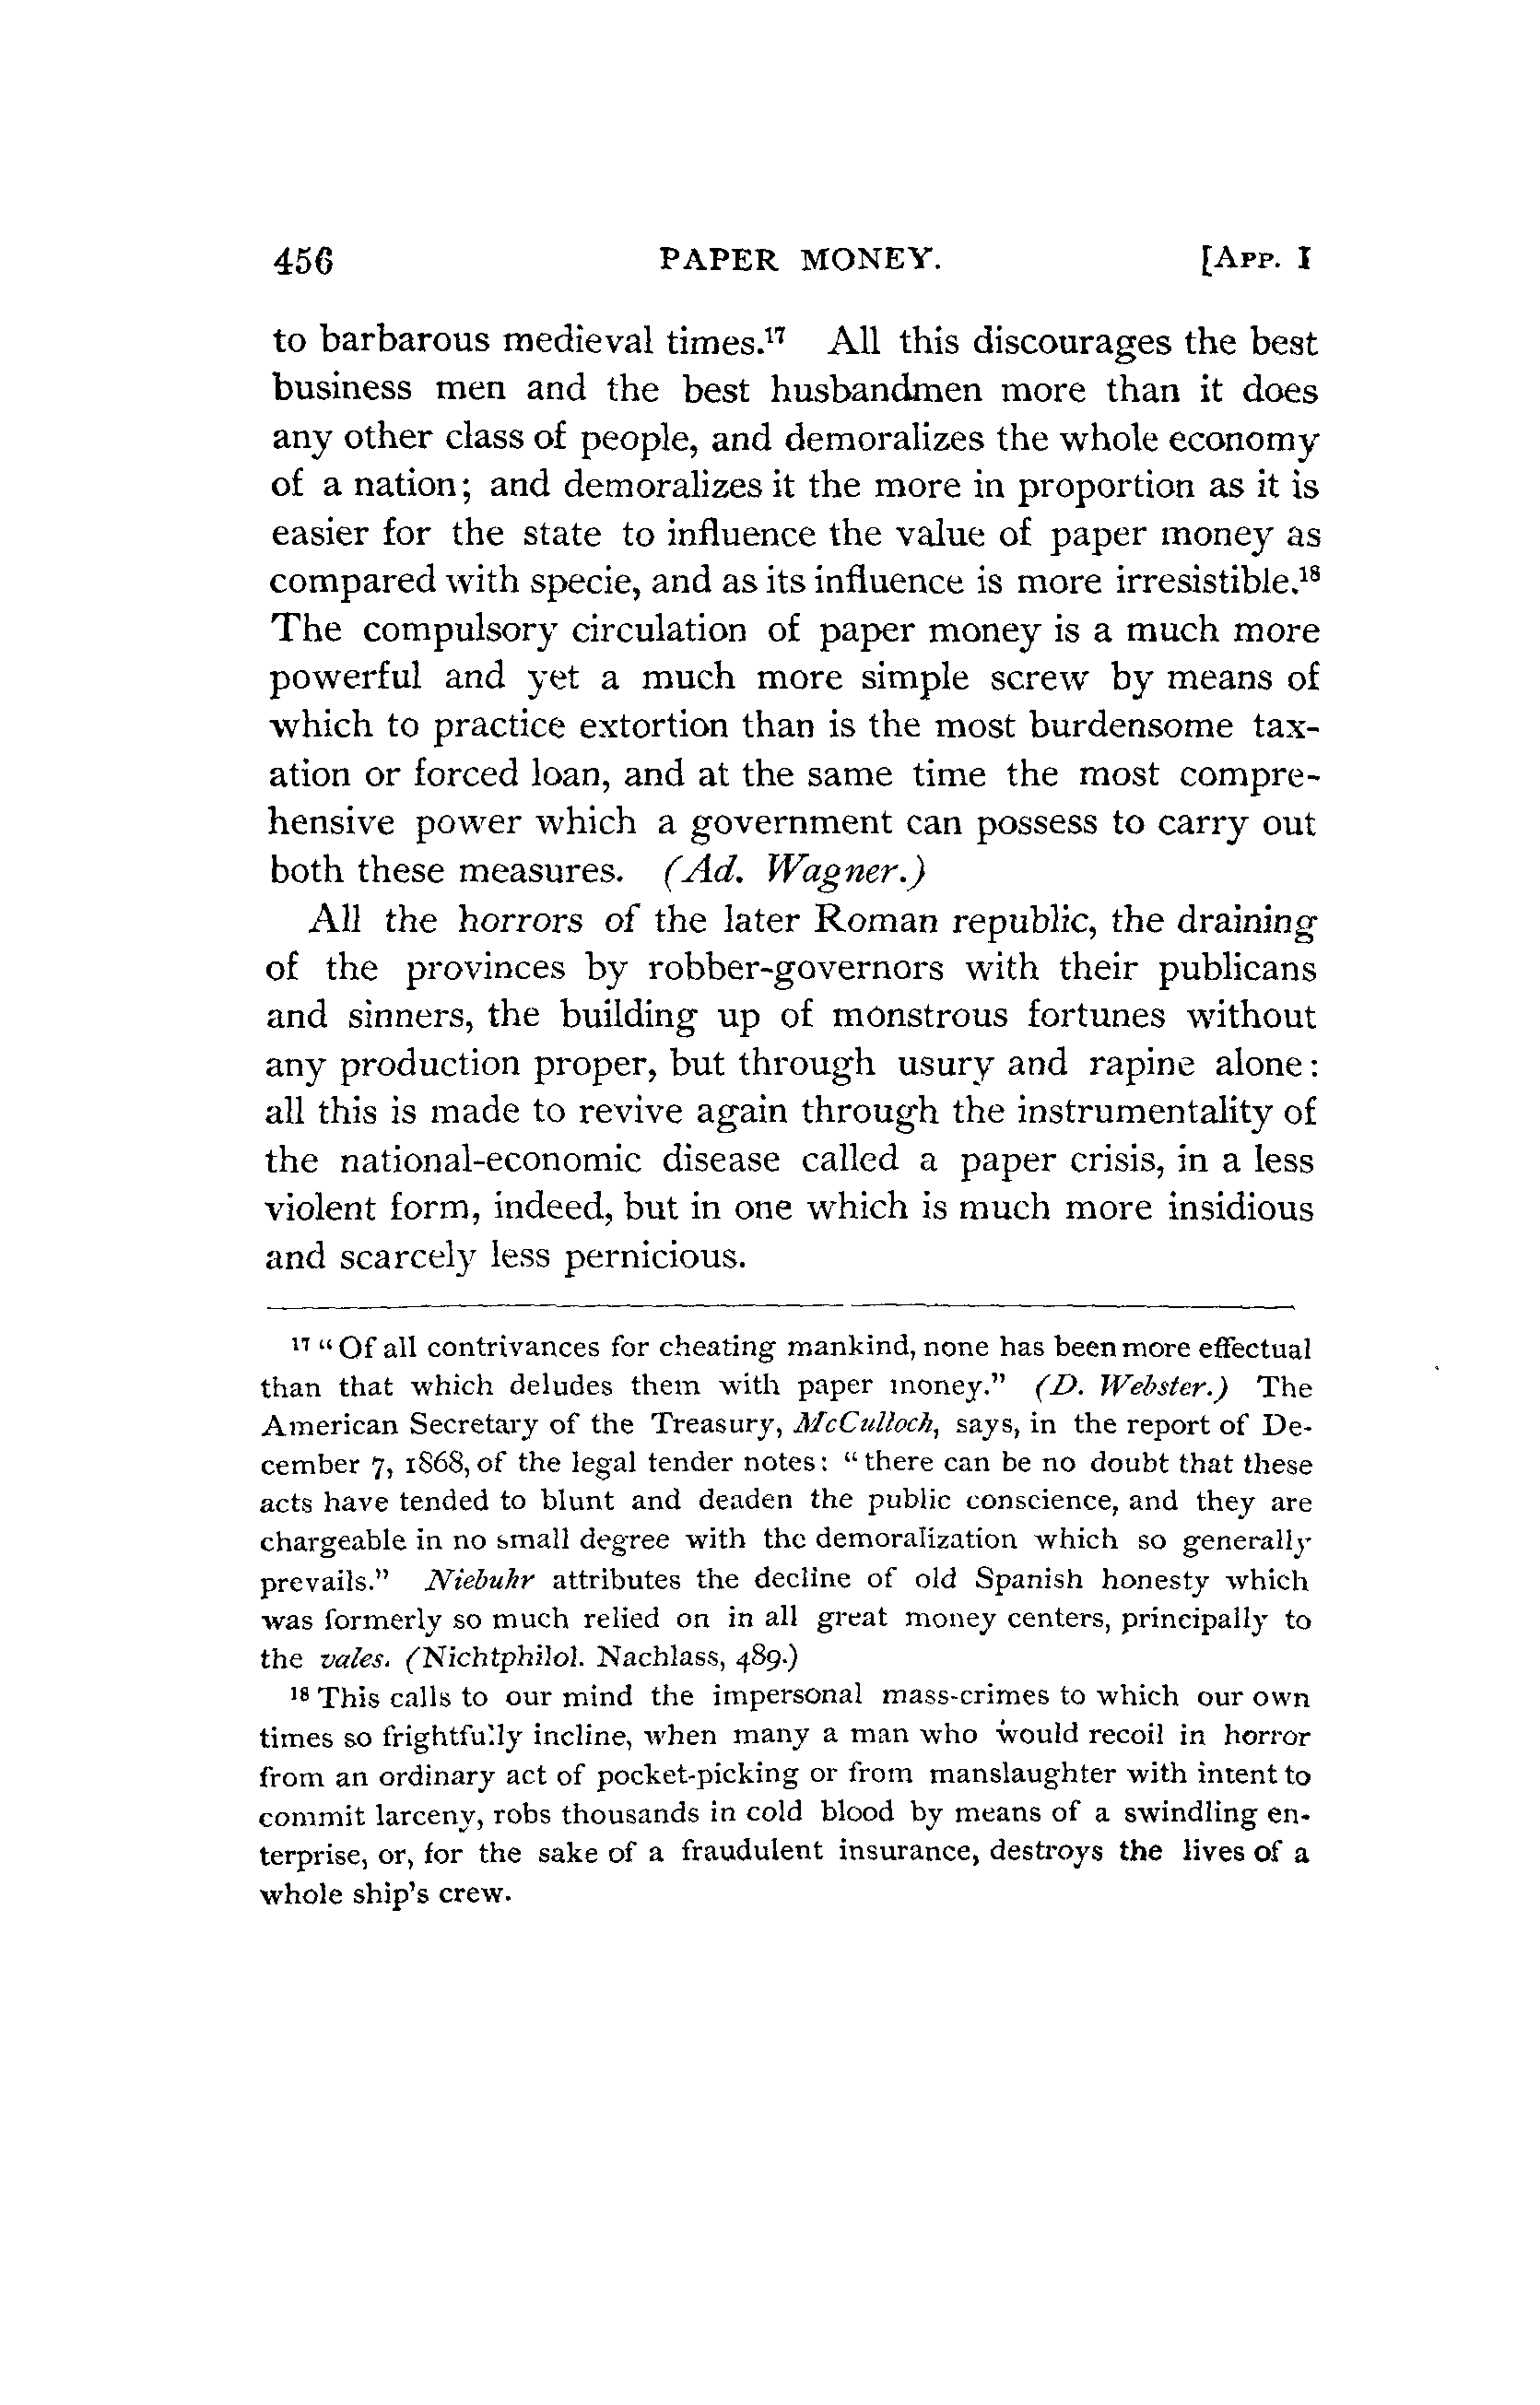 456 PAPER MONEY. [APP. I
to barbarous medieval times.¹⁷ All this discourages the best
business men and the best husbandmen more than it does
any other class of people, and demoralizes the whole economy
of a nation; and demoralizes it the more in proportion as it is
easier for the state to influence the value of paper money as
compared with specie, and as its influence is more irresistible.¹⁸
The compulsory circulation of paper money is a much more
powerful and yet a much more simple screw by means of
which to practice extortion than is the most burdensome tax-
ation or forced loan, and at the same time the most compre-
hensive power which a government can possess to carry out
both these measures. (Ad. Wagner.)
All the horrors of the later Roman republic, the draining
of the provinces by robber-governors with their publicans
and sinners, the building up of monstrous fortunes without
any production proper, but through usury and rapine alone:
all this is made to revive again through the instrumentality of
the national-economic disease called a paper crisis, in a less
violent form, indeed, but in one which is much more insidious
and scarcely less pernicious.
¹⁷ "Of all contrivances for cheating mankind, none has been more effectual
than that which deludes them with paper money." (D. Webster.) The
American Secretary of the Treasury, McCulloch, says, in the report of De-
cember 7, 1868, of the legal tender notes: "there can be no doubt that these
acts have tended to blunt and deaden the public conscience, and they are
chargeable in no small degree with the demoralization which so generally
prevails." Niebuhr attributes the decline of old Spanish honesty which
was formerly so much relied on in all great money centers, principally to
the vales. (Nichtphilol. Nachlass, 489.)
¹⁸ This calls to our mind the impersonal mass-crimes to which our own
times so frightfully incline, when many a man who would recoil in horror
from an ordinary act of pocket-picking or from manslaughter with intent to
commit larceny, robs thousands in cold blood by means of a swindling en-
terprise, or, for the sake of a fraudulent insurance, destroys the lives of a
whole ship's crew.